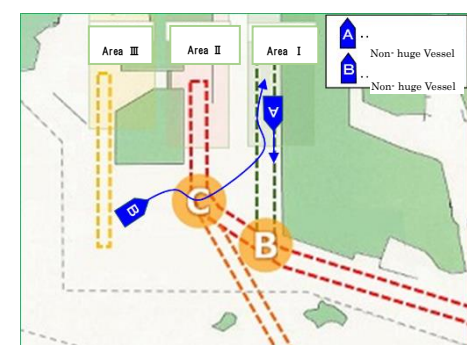 Area Ⅲ
Area Ⅱ
Area Ⅰ
A ..
Non- huge Vessel
B ..
Non- huge Vessel
A
B
C
B